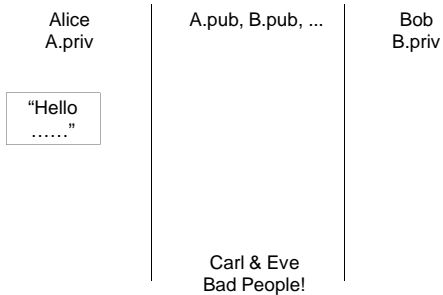 Alice
A.priv
A.pub, B.pub, ...
Bob
B.priv
“Hello
……”
Carl & Eve
Bad People!